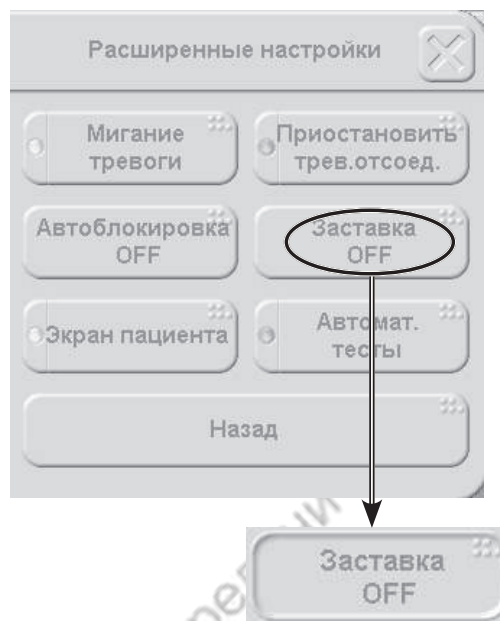 Расширенные настройки
Мигание
тревоги
Приостановить
трев.отсоед.
Автоблокировка
OFF
Заставка
OFF
Экран пациента
Автомат.
тесты
Назад
Заставка
OFF